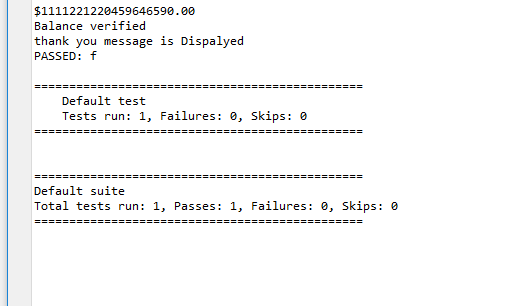 $1111221220459646590.00
Balance verified
thank you message is Dispalyed
PASSED: f
===============================================
Default test
Tests run: 1, Failures: 0, Skips: 0
===============================================
===============================================
Default suite
Total tests run: 1, Passes: 1, Failures: 0, Skips: 0
===============================================